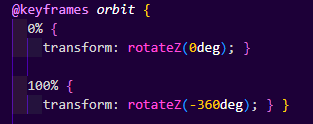 @keyframes orbit {
0% {
transform: rotateZ(0deg); }
100% {
transform: rotateZ(-360deg); } }